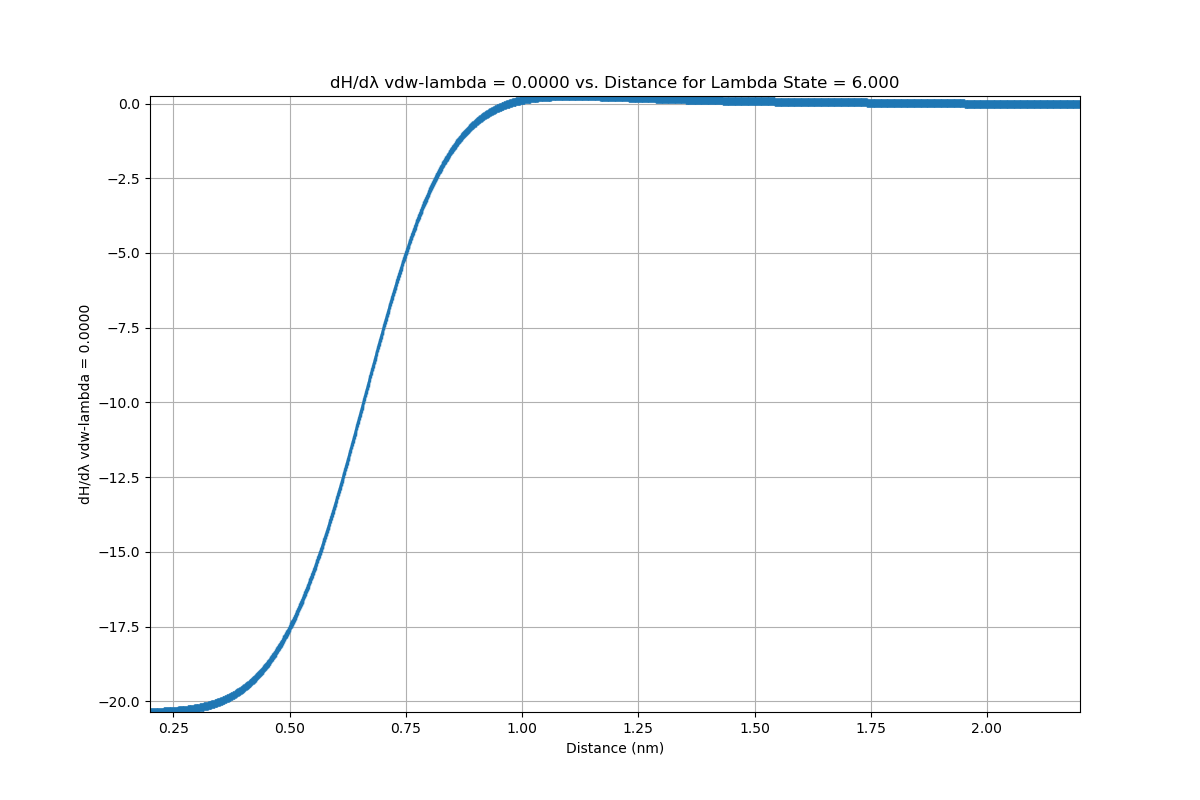 dH/dλ vdw-lambda = 0.0000 vs. Distance for Lambda State = 6.000
dH/dλ vdw-lambda = 0.0000
0.0
−2.5
−5.0
−7.5
−10.0
−12.5
−15.0
−17.5
−20.0
0.25 0.50 0.75 1.00 1.25 1.50 1.75 2.00
Distance (nm)